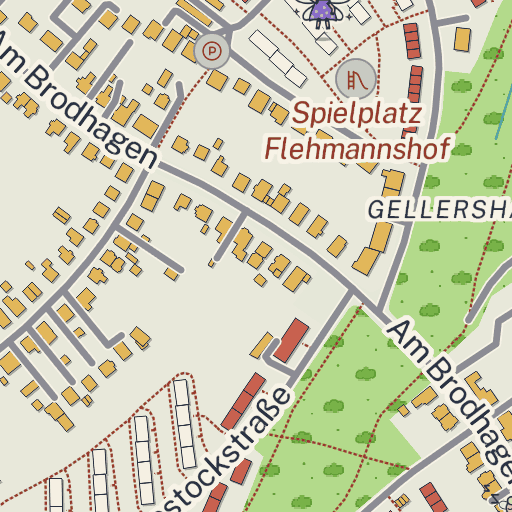 P
Am Brodhagen
Spielplatz
Flehmannshof
GELLERSHA
Am Brodhagen
stockstraße